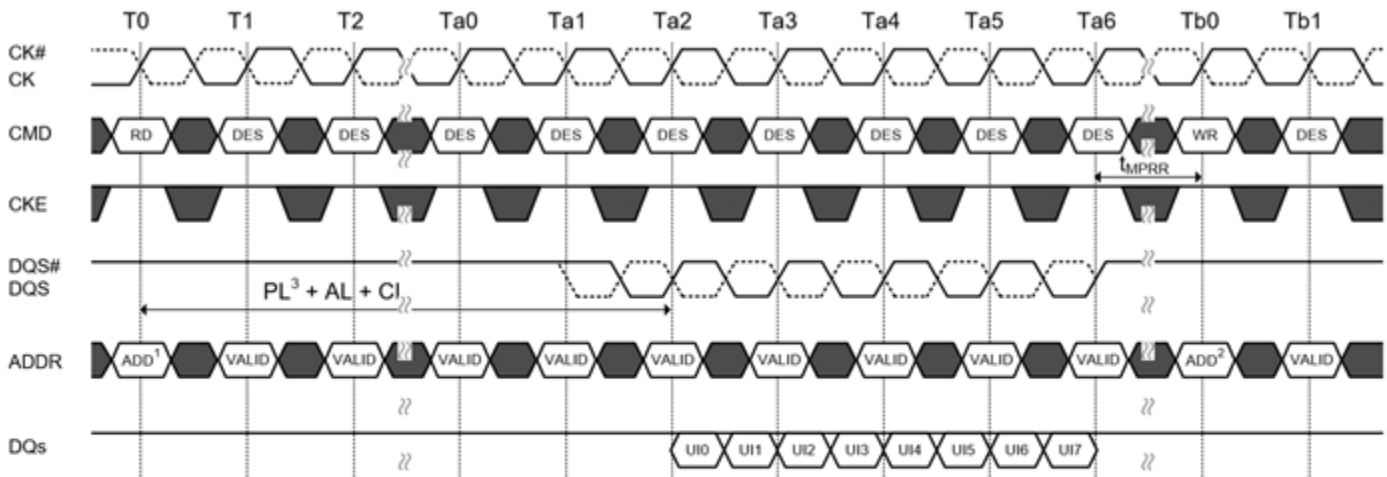 T0 T1 T2 Ta0 Ta1 Ta2 Ta3 Ta4 Ta5 Ta6 Tb0 Tb1
CK#
CK
CMD RD DES DES DES DES DES DES DES DES DES WR DES
tMPRR
CKE
DQS#
DQS
PL³ + AL + CL
ADDR ADD¹ VALID VALID VALID VALID VALID VALID VALID VALID VALID ADD² VALID
DQs UI0 UI1 UI2 UI3 UI4 UI5 UI6 UI7